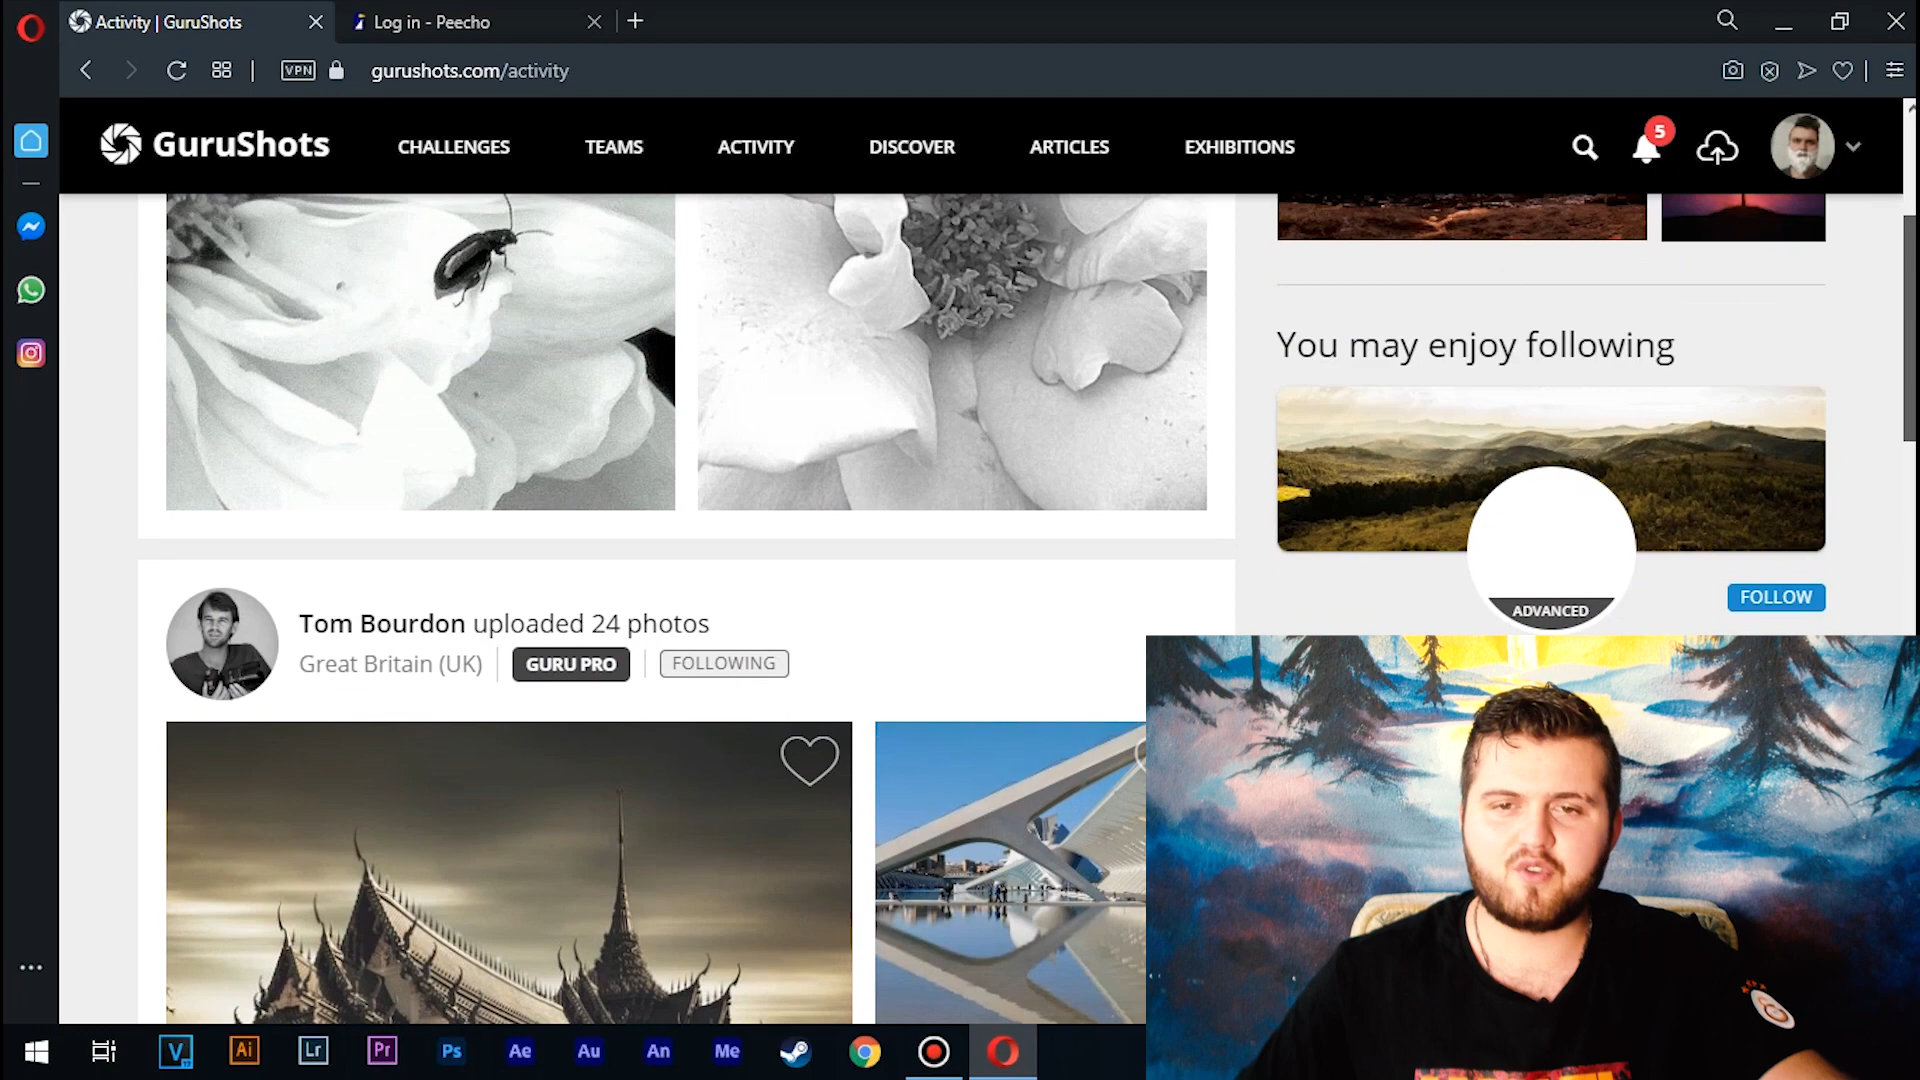 Activity | GuruShots
Log in - Peecho
VPN
gurushots.com/activity
GuruShots
CHALLENGES
TEAMS
ACTIVITY
DISCOVER
ARTICLES
EXHIBITIONS
5
You may enjoy following
ADVANCED
FOLLOW
Tom Bourdon uploaded 24 photos
Great Britain (UK)
GURU PRO
FOLLOWING
V
Ai
Lr
Pr
Ps
Ae
Au
An
Me